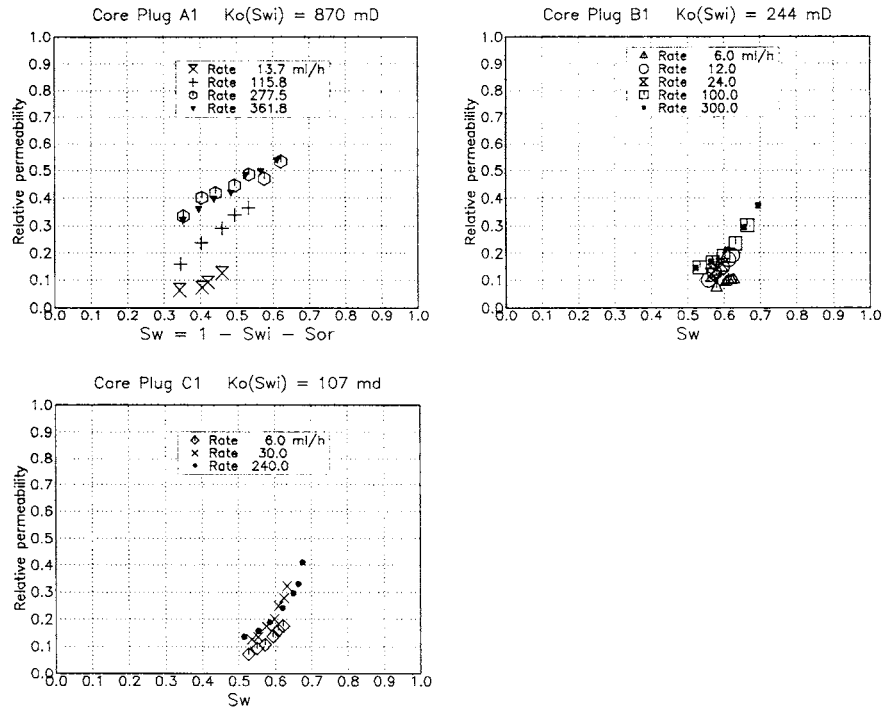 Core Plug A1 Ko(Swi) = 870 mD
Relative permeability
1.0
0.9
0.8
0.7
0.6
0.5
0.4
0.3
0.2
0.1
0.0
Rate 13.7 ml/h
Rate 115.8
Rate 277.5
Rate 361.8
0.0 0.1 0.2 0.3 0.4 0.5 0.6 0.7 0.8 0.9 1.0
Sw = 1 - Swi - Sor
Core Plug B1 Ko(Swi) = 244 mD
Relative permeability
1.0
0.9
0.8
0.7
0.6
0.5
0.4
0.3
0.2
0.1
0.0
Rate 6.0 ml/h
Rate 12.0
Rate 24.0
Rate 100.0
Rate 300.0
0.0 0.1 0.2 0.3 0.4 0.5 0.6 0.7 0.8 0.9 1.0
Sw
Core Plug C1 Ko(Swi) = 107 md
Relative permeability
1.0
0.9
0.8
0.7
0.6
0.5
0.4
0.3
0.2
0.1
0.0
Rate 6.0 ml/h
Rate 30.0
Rate 240.0
0.0 0.1 0.2 0.3 0.4 0.5 0.6 0.7 0.8 0.9 1.0
Sw